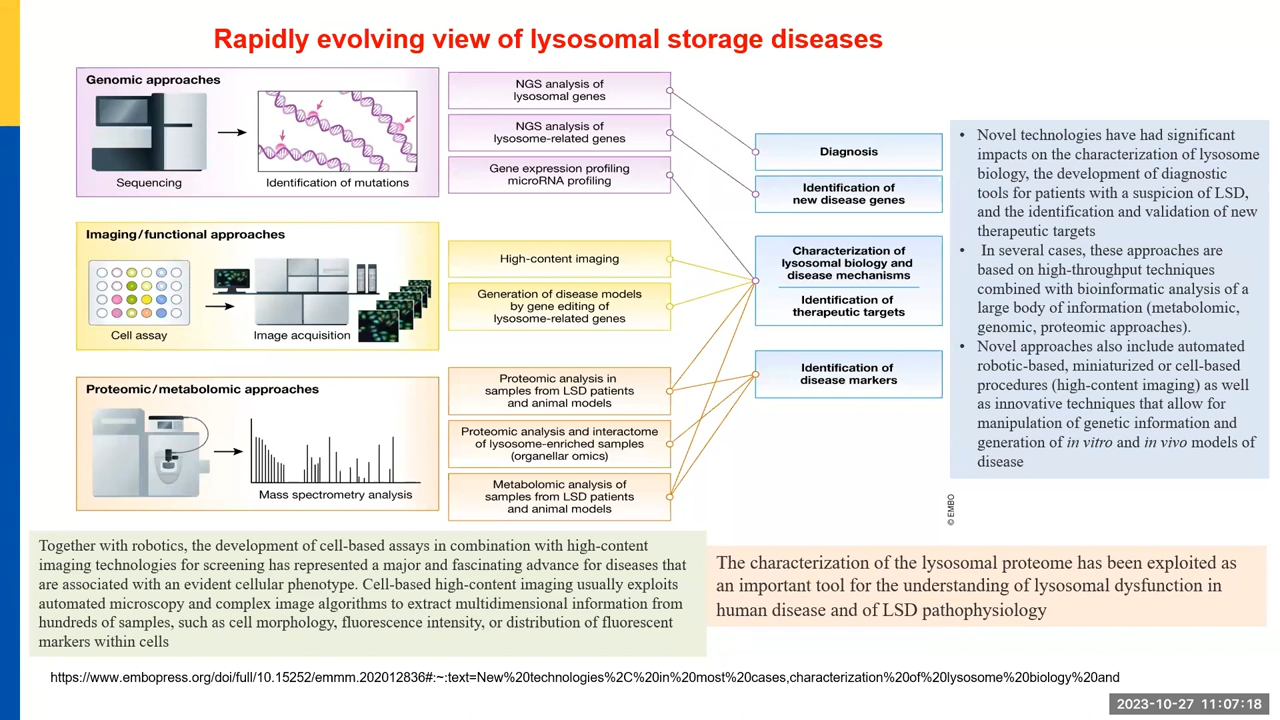 Rapidly evolving view of lysosomal storage diseases
Genomic approaches
Sequencing
Identification of mutations
NGS analysis of
lysosomal genes
NGS analysis of
lysosome-related genes
Gene expression profiling
microRNA profiling
Imaging/functional approaches
Cell assay
Image acquisition
High-content imaging
Generation of disease models
by gene editing of
lysosome-related genes
Proteomic/metabolomic approaches
Mass spectrometry analysis
Proteomic analysis in
samples from LSD patients
and animal models
Proteomic analysis and interactome
of lysosome-enriched samples
(organellar omics)
Metabolomic analysis of
samples from LSD patients
and animal models
Diagnosis
Identification of
new disease genes
Characterization of
lysosomal biology and
disease mechanisms
Identification of
therapeutic targets
Identification of
disease markers
© EMBO
• Novel technologies have had significant
impacts on the characterization of lysosome
biology, the development of diagnostic
tools for patients with a suspicion of LSD,
and the identification and validation of new
therapeutic targets
• In several cases, these approaches are
based on high-throughput techniques
combined with bioinformatic analysis of a
large body of information (metabolomic,
genomic, proteomic approaches).
• Novel approaches also include automated
robotic-based, miniaturized or cell-based
procedures (high-content imaging) as well
as innovative techniques that allow for
manipulation of genetic information and
generation of in vitro and in vivo models of
disease
Together with robotics, the development of cell-based assays in combination with high-content
imaging technologies for screening has represented a major and fascinating advance for diseases that
are associated with an evident cellular phenotype. Cell-based high-content imaging usually exploits
automated microscopy and complex image algorithms to extract multidimensional information from
hundreds of samples, such as cell morphology, fluorescence intensity, or distribution of fluorescent
markers within cells
The characterization of the lysosomal proteome has been exploited as
an important tool for the understanding of lysosomal dysfunction in
human disease and of LSD pathophysiology
https://www.embopress.org/doi/full/10.15252/emmm.202012836#:~:text=New%20technologies%2C%20in%20most%20cases,characterization%20of%20lysosome%20biology%20and
2023-10-27 11:07:18